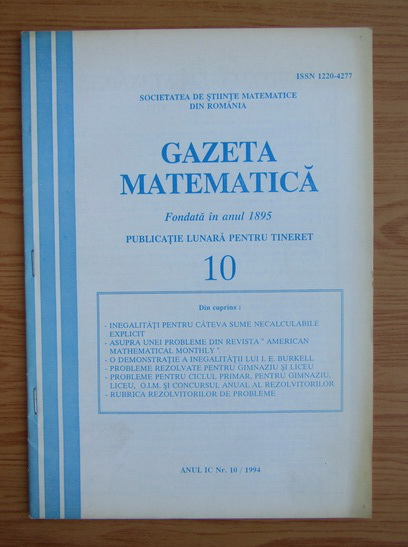 ISSN 1220-4277
SOCIETATEA DE ŞTIINŢE MATEMATICE
DIN ROMÂNIA
GAZETA
MATEMATICĂ
Fondată în anul 1895
PUBLICAŢIE LUNARĂ PENTRU TINERET
10
Din cuprins :
- INEGALITĂŢI PENTRU CÂTEVA SUME NECALCULABILE
EXPLICIT
- ASUPRA UNEI PROBLEME DIN REVISTA " AMERICAN
MATHEMATICAL MONTHLY "
- O DEMONSTRAŢIE A INEGALITĂŢII LUI I. E. BURKELL
- PROBLEME REZOLVATE PENTRU GIMNAZIU ŞI LICEU
- PROBLEME PENTRU CICLUL PRIMAR, PENTRU GIMNAZIU,
LICEU, O.I.M. ŞI CONCURSUL ANUAL AL REZOLVITORILOR
- RUBRICA REZOLVITORILOR DE PROBLEME
ANUL IC Nr. 10 / 1994